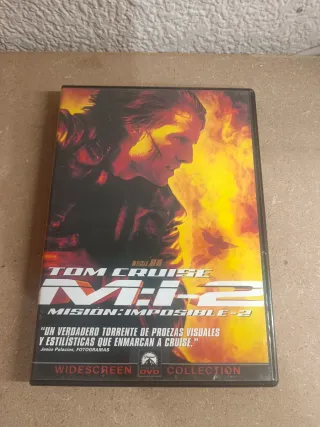 TOM CRUISE
M:I-2
MISION:IMPOSIBLE-2
"UN VERDADERO TORRENTE DE PROEZAS VISUALES
Y ESTILÍSTICAS QUE ENMARCAN A CRUISE."
Jesús Palacios, FOTOGRAMAS
WIDESCREEN DVD COLLECTION